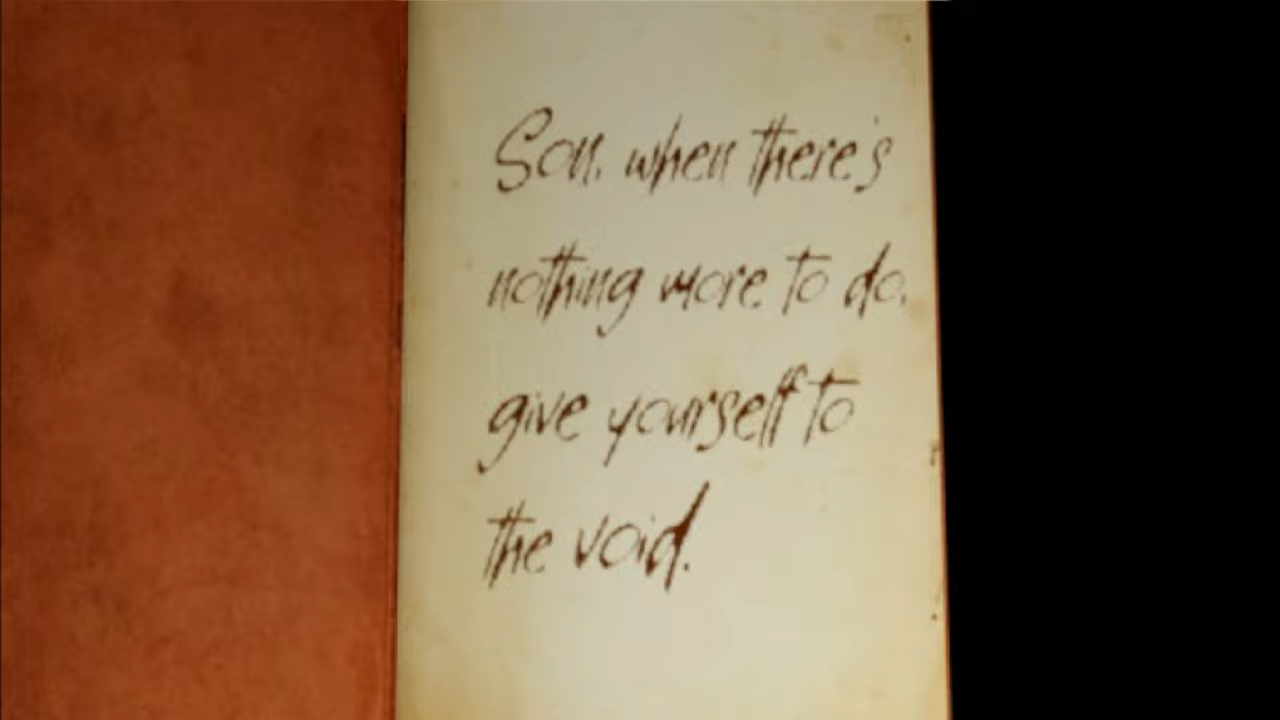 Son, when there's
nothing more to do,
give yourself to
the void.